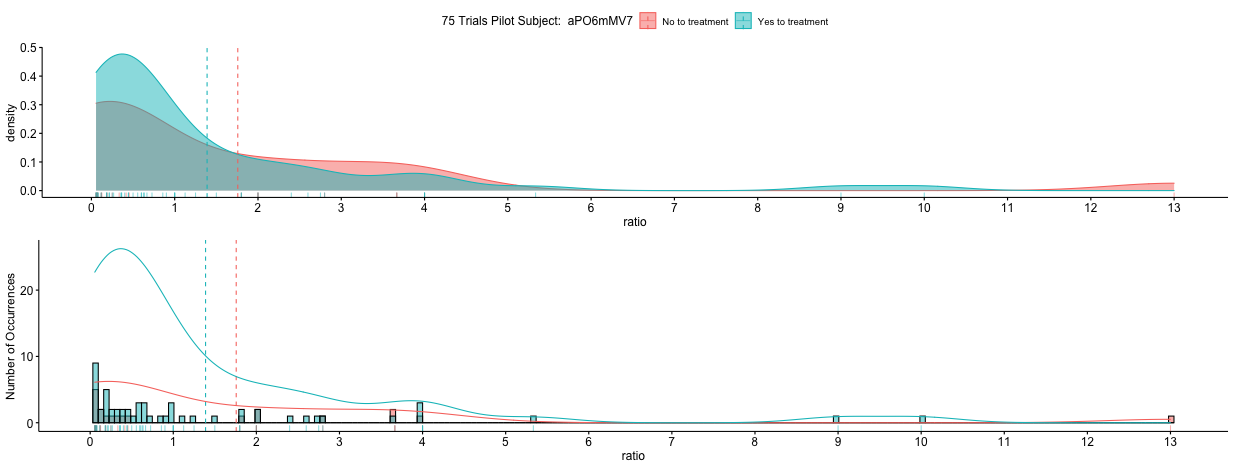 75 Trials Pilot Subject: aPO6mMV7 No to treatment Yes to treatment
density
0.5
0.4
0.3
0.2
0.1
0.0
0 1 2 3 4 5 6 7 8 9 10 11 12 13
ratio
Number of Occurrences
20
10
0
0 1 2 3 4 5 6 7 8 9 10 11 12 13
ratio